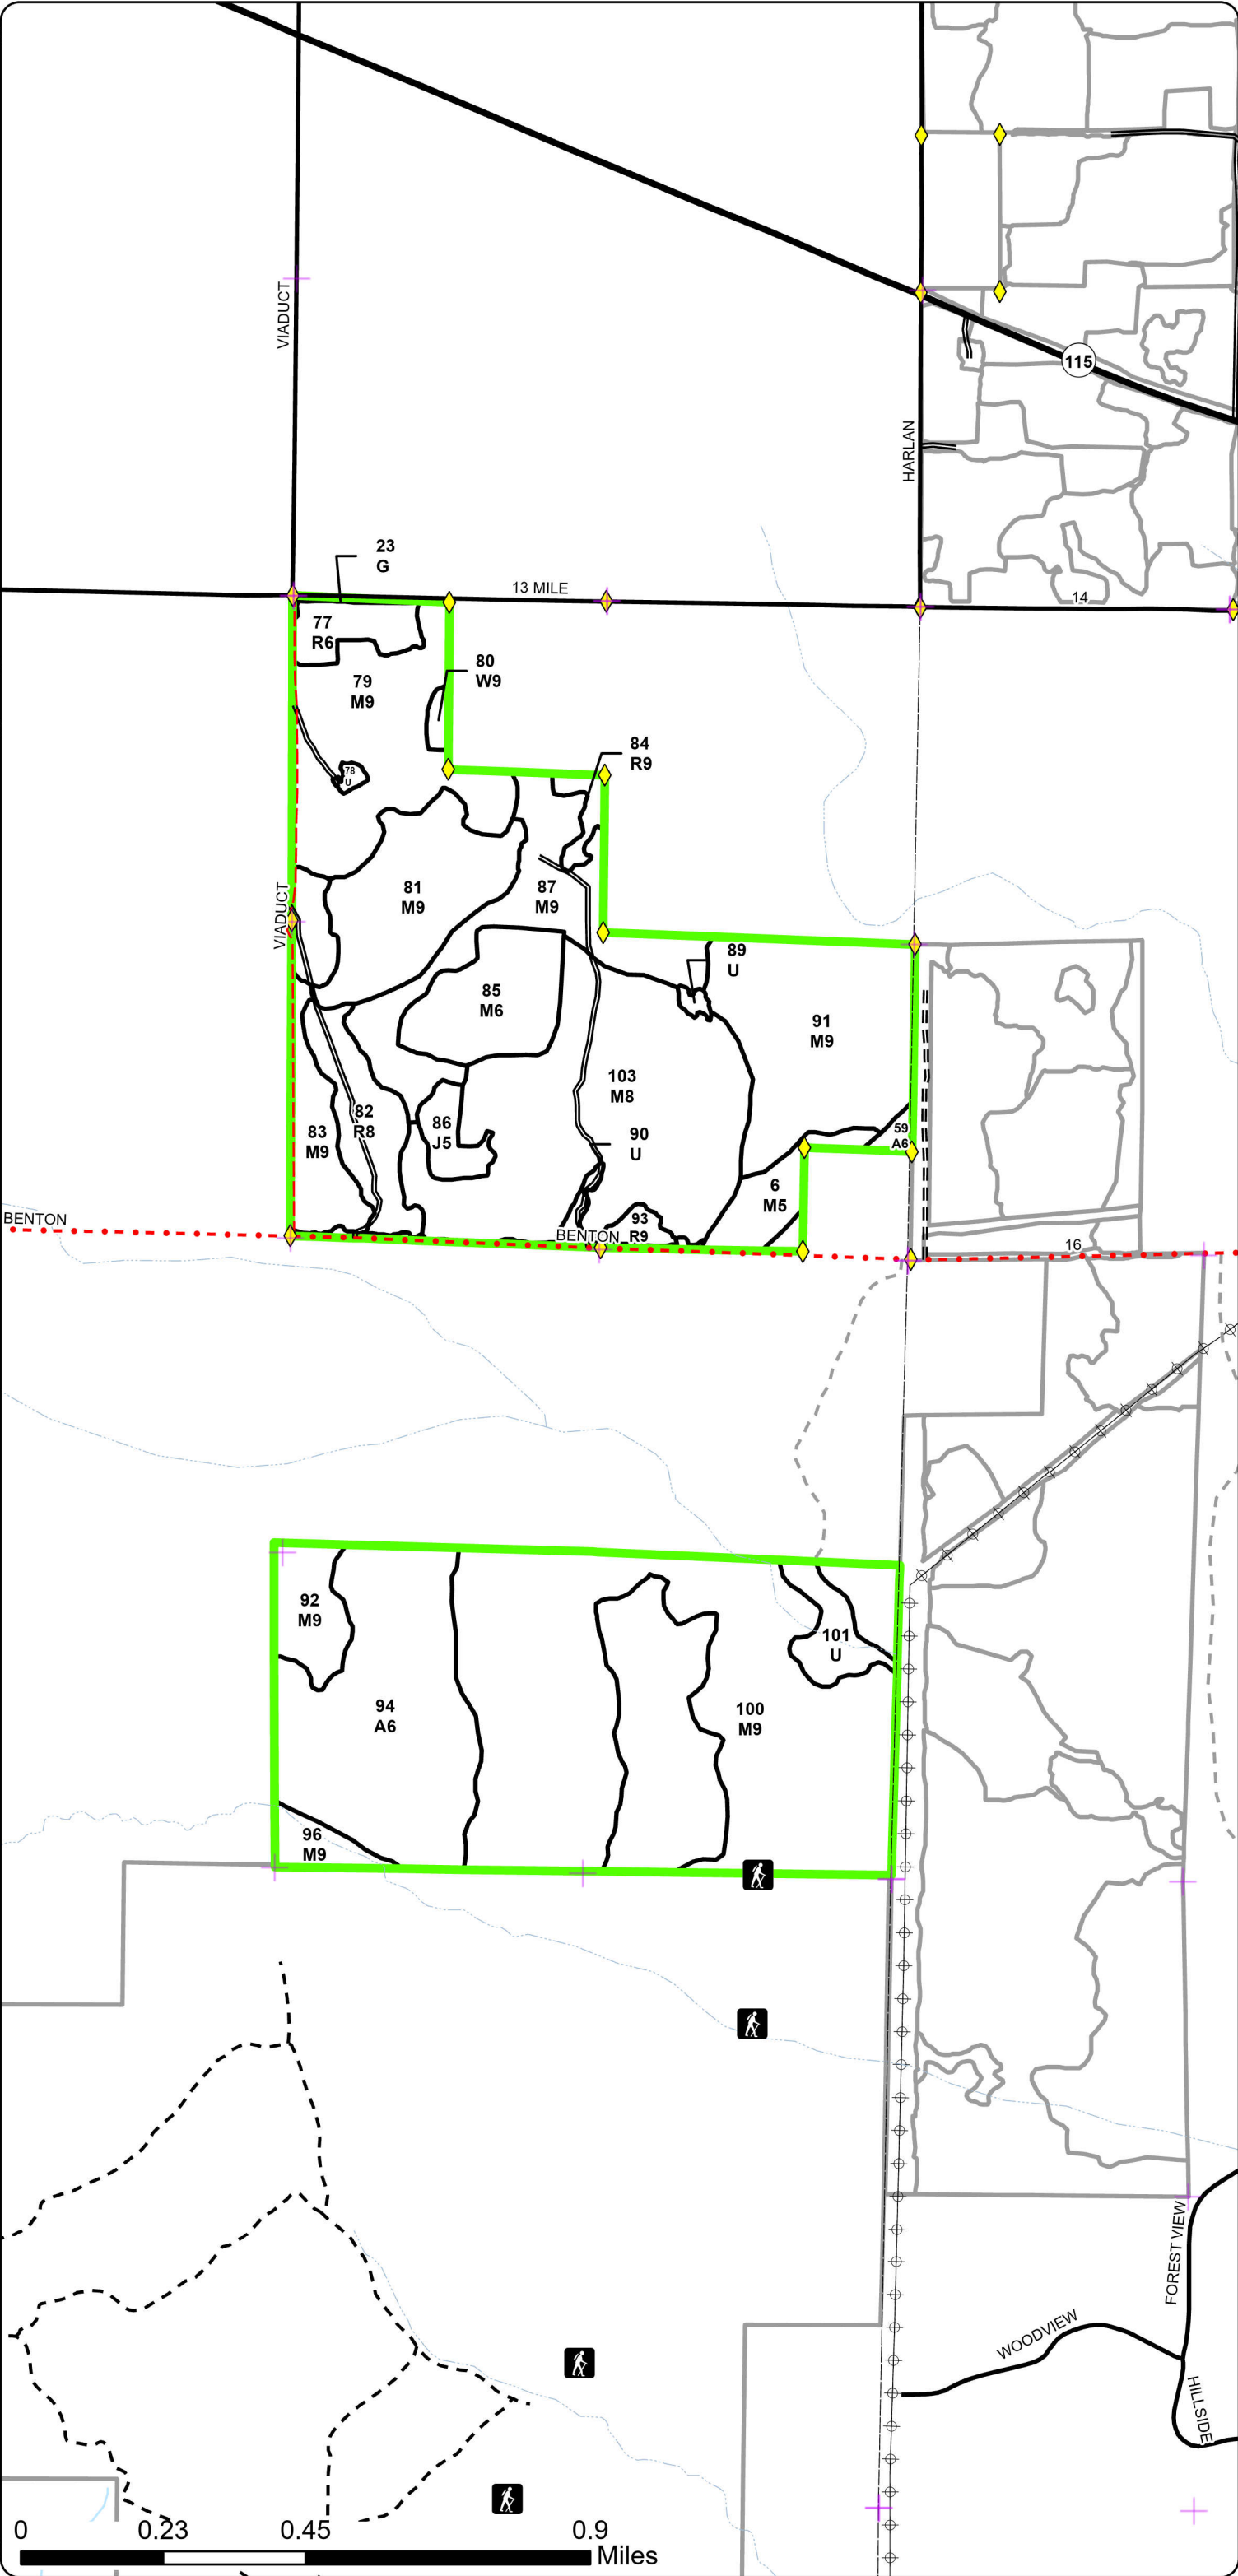 VIADUCT
115
HARLAN
23
G
13 MILE
14
77
R6
80
W9
79
M9
84
R9
78
U
81
M9
87
M9
VIADUCT
89
U
85
M6
91
M9
103
M8
82
R8
86
J5
83
M9
90
U
59
A6
6
M5
93
R9
BENTON
BENTON
16
92
M9
101
U
94
A6
100
M9
96
M9
FOREST VIEW
WOODVIEW
HILLSIDE
0 0.23 0.45 0.9
Miles